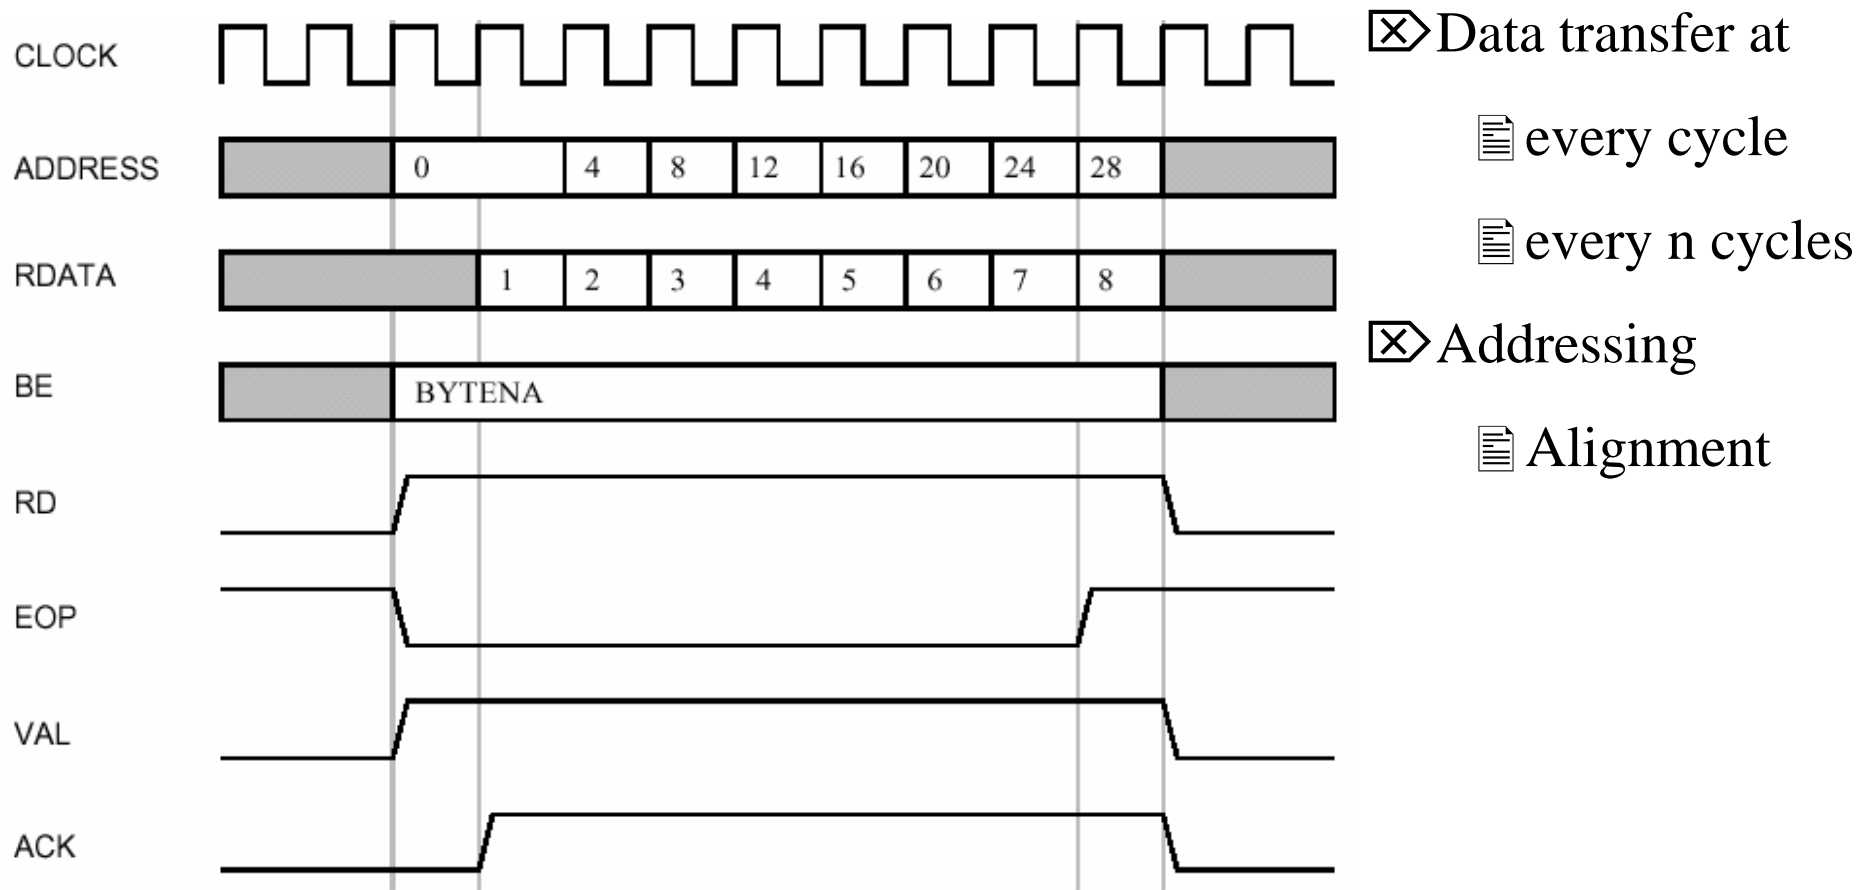 CLOCK
ADDRESS 0 4 8 12 16 20 24 28
RDATA 1 2 3 4 5 6 7 8
BE BYTENA
RD
EOP
VAL
ACK
Data transfer at
every cycle
every n cycles
Addressing
Alignment